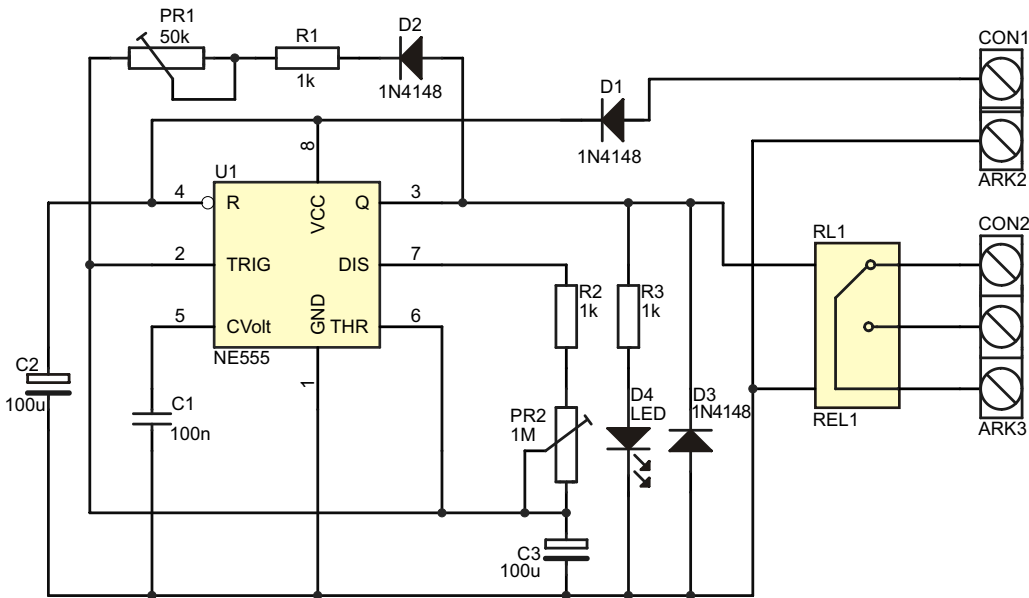 PR1
50k
R1
1k
D2
1N4148
D1
1N4148
CON1
ARK2
U1
8
4
R
VCC
Q
3
2
TRIG
DIS
7
5
CVolt
GND
THR
6
NE555
1
C2
100u
C1
100n
R2
1k
R3
1k
PR2
1M
D4
LED
D3
1N4148
C3
100u
RL1
REL1
CON2
ARK3